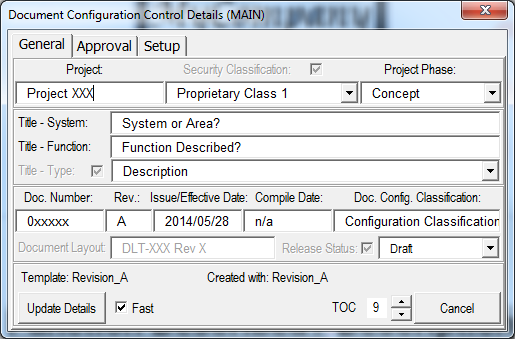 Document Configuration Control Details (MAIN)
General Approval Setup
Project: Security Classification: Project Phase:
Project XXX Proprietary Class 1 Concept
Title - System: System or Area?
Title - Function: Function Described?
Title - Type: Description
Doc. Number: Rev.: Issue/Effective Date: Compile Date: Doc. Config. Classification:
0xxxxx A 2014/05/28 n/a Configuration Classification
Document Layout: DLT-XXX Rev X Release Status: Draft
Template: Revision_A Created with: Revision_A
Update Details Fast TOC 9 Cancel